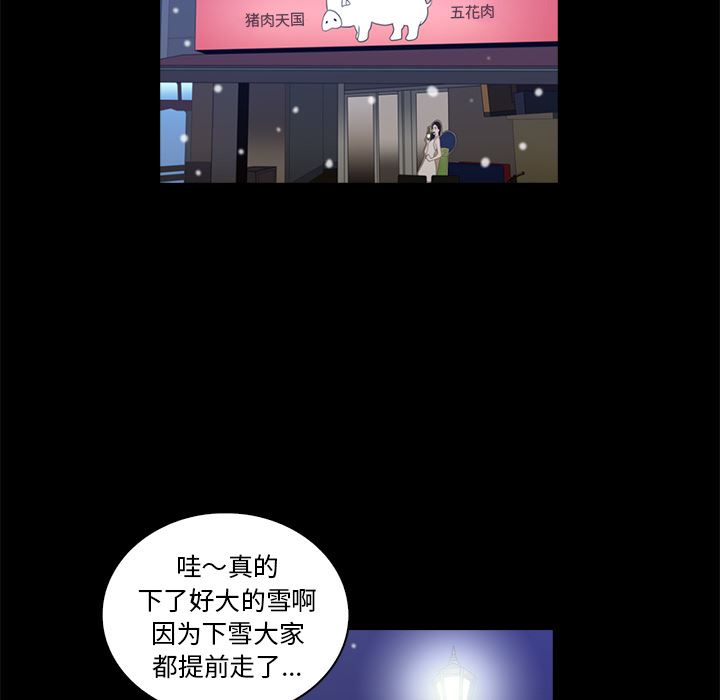 猪肉天国
五花肉
哇～真的
下了好大的雪啊
因为下雪大家
都提前走了...